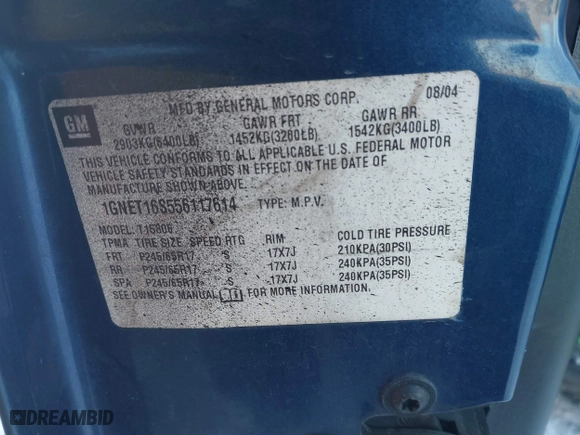 GM
MFD BY GENERAL MOTORS CORP. 08/04
GVWR GAWR FRT GAWR RR
2903KG(6400LB) 1452KG(3200LB) 1542KG(3400LB)
THIS VEHICLE CONFORMS TO ALL APPLICABLE U.S. FEDERAL MOTOR
VEHICLE SAFETY STANDARDS IN EFFECT ON THE DATE OF
MANUFACTURE SHOWN ABOVE.
1GNET16S556117614 TYPE: M.P.V.
MODEL: T15806
TPMA TIRE SIZE SPEED RTG RIM COLD TIRE PRESSURE
FRT P245/65R17 S 17X7J 210KPA(30PSI)
RR P245/65R17 S 17X7J 240KPA(35PSI)
SPA P245/65R17 S 17X7J 240KPA(35PSI)
SEE OWNER'S MANUAL FOR MORE INFORMATION.
DREAMBID